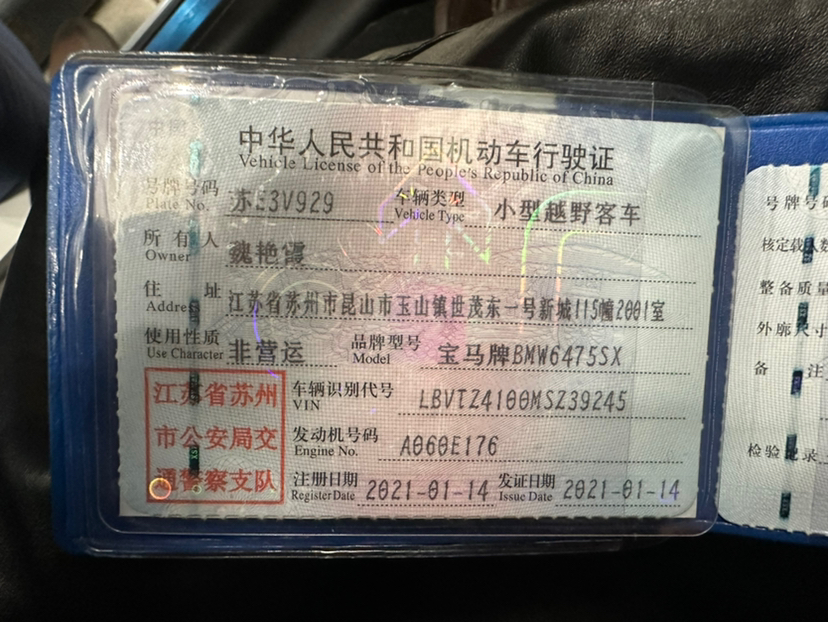 中华人民共和国机动车行驶证
Vehicle License of the People's Republic of China
号牌号码 苏E3V929 车辆类型 小型越野客车
Plate No. Vehicle Type
所有人 魏艳霞
Owner
住址 江苏省苏州市昆山市玉山镇世茂东一号新城115幢2001室
Address
使用性质 非营运 品牌型号 宝马牌BMW6475SX
Use Character Model
江苏省苏州
市公安局交
通警察支队
车辆识别代号 LBVTZ4100MSZ39245
VIN
发动机号码 A060E176
Engine No.
注册日期 2021-01-14 发证日期 2021-01-14
Register Date Issue Date
号牌号码
核定载人数
整备质量
外廓尺寸
备注
检验记录